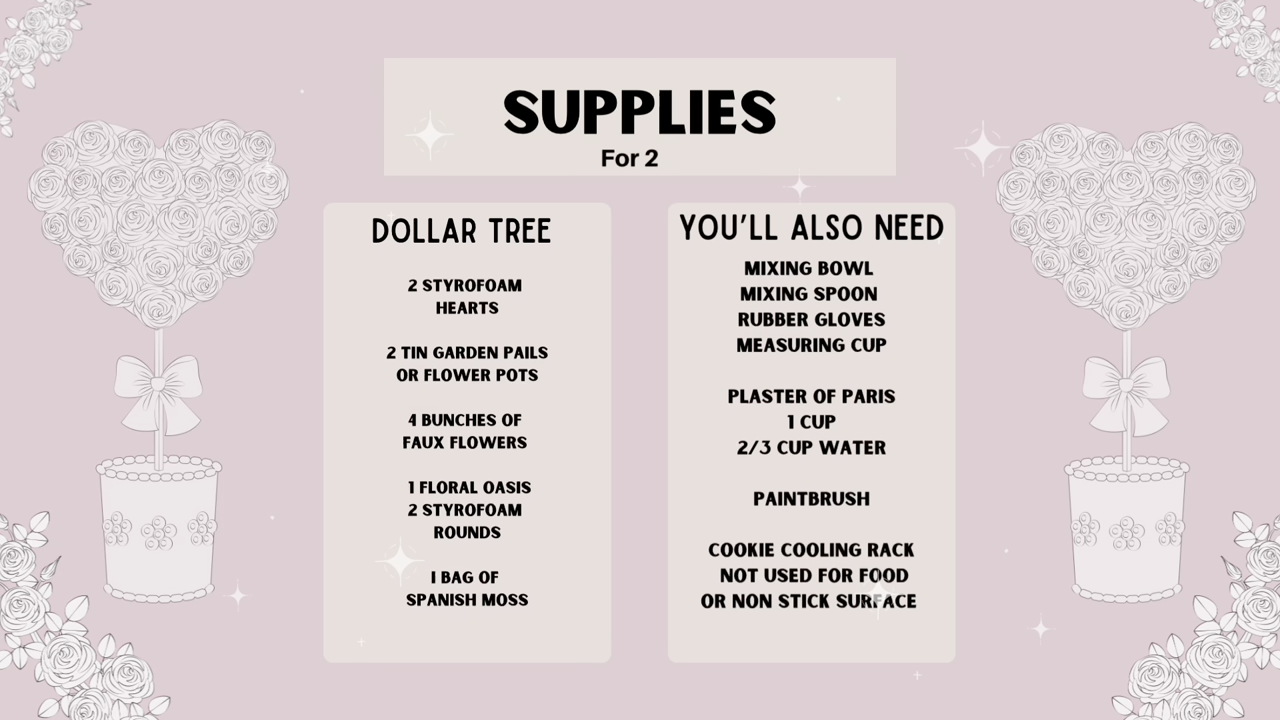 SUPPLIES
For 2
DOLLAR TREE
2 STYROFOAM
HEARTS
2 TIN GARDEN PAILS
OR FLOWER POTS
4 BUNCHES OF
FAUX FLOWERS
1 FLORAL OASIS
2 STYROFOAM
ROUNDS
1 BAG OF
SPANISH MOSS
YOU'LL ALSO NEED
MIXING BOWL
MIXING SPOON
RUBBER GLOVES
MEASURING CUP
PLASTER OF PARIS
1 CUP
2/3 CUP WATER
PAINTBRUSH
COOKIE COOLING RACK
NOT USED FOR FOOD
OR NON STICK SURFACE